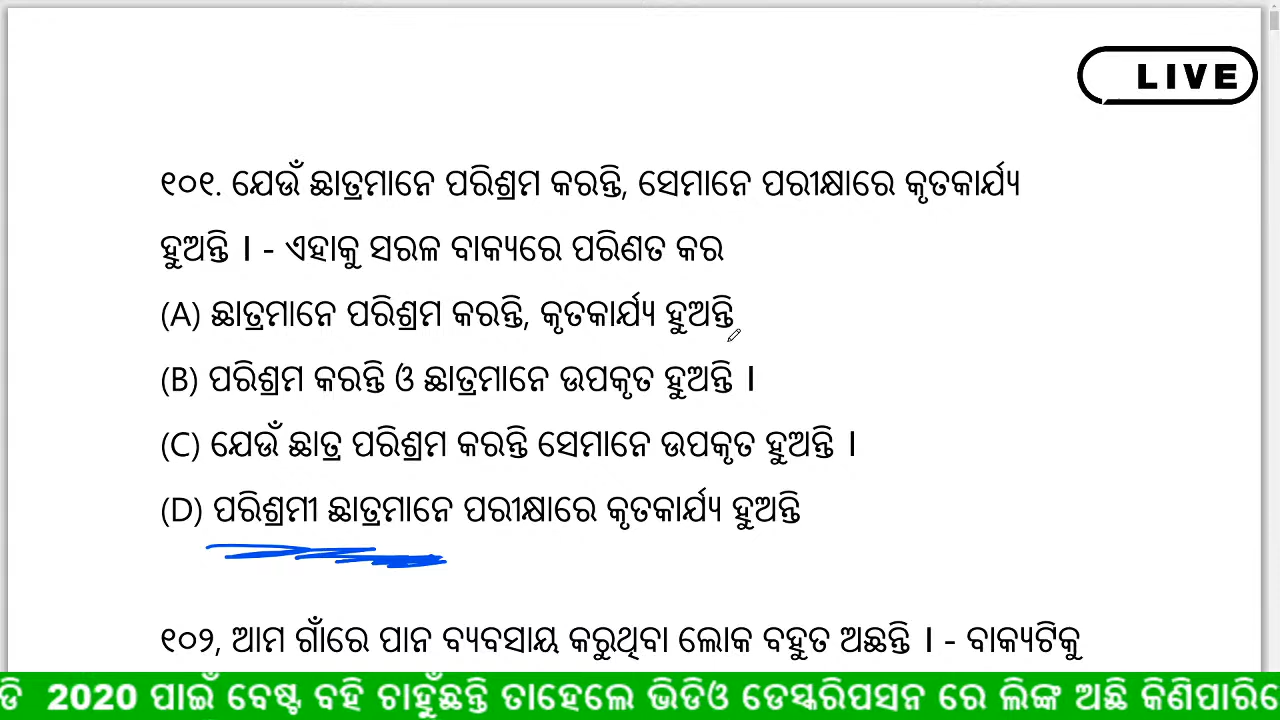 LIVE
୧୦୧. ଯେଉଁ ଛାତ୍ରମାନେ ପରିଶ୍ରମ କରନ୍ତି, ସେମାନେ ପରୀକ୍ଷାରେ କୃତକାର୍ଯ୍ୟ
ହୁଅନ୍ତି । - ଏହାକୁ ସରଳ ବାକ୍ୟରେ ପରିଣତ କର
(A) ଛାତ୍ରମାନେ ପରିଶ୍ରମ କରନ୍ତି, କୃତକାର୍ଯ୍ୟ ହୁଅନ୍ତି
(B) ପରିଶ୍ରମ କରନ୍ତି ଓ ଛାତ୍ରମାନେ ଉପକୃତ ହୁଅନ୍ତି ।
(C) ଯେଉଁ ଛାତ୍ର ପରିଶ୍ରମ କରନ୍ତି ସେମାନେ ଉପକୃତ ହୁଅନ୍ତି ।
(D) ପରିଶ୍ରମୀ ଛାତ୍ରମାନେ ପରୀକ୍ଷାରେ କୃତକାର୍ଯ୍ୟ ହୁଅନ୍ତି
୧୦୨, ଆମ ଗାଁରେ ପାନ ବ୍ୟବସାୟ କରୁଥିବା ଲୋକ ବହୁତ ଅଛନ୍ତି । - ବାକ୍ୟଟିକୁ
2020 ପାଇଁ ବେଷ୍ଟ ବହି ଚାହୁଁଛନ୍ତି ତାହେଲେ ଭିଡିଓ ଡେସ୍କରିପସନ ରେ ଲିଙ୍କ ଅଛି